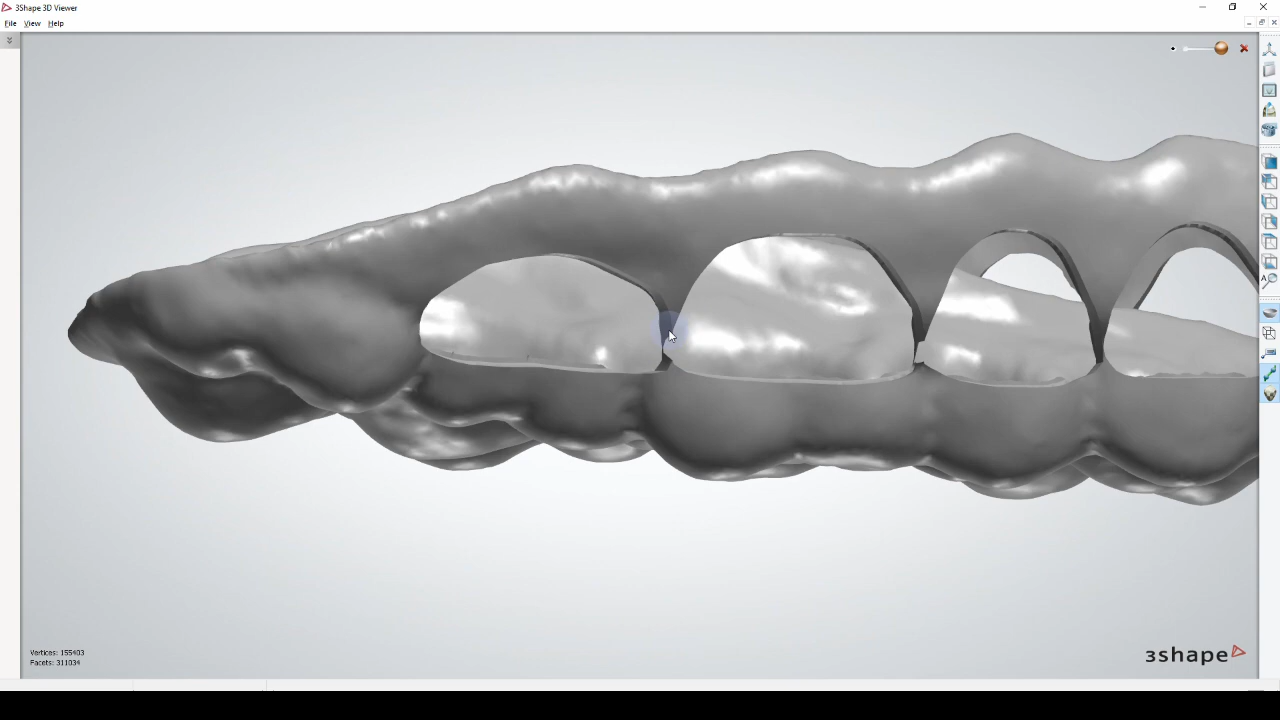 3Shape 3D Viewer
File View Help
A
Vertices: 155403
Facets: 311034
3shape